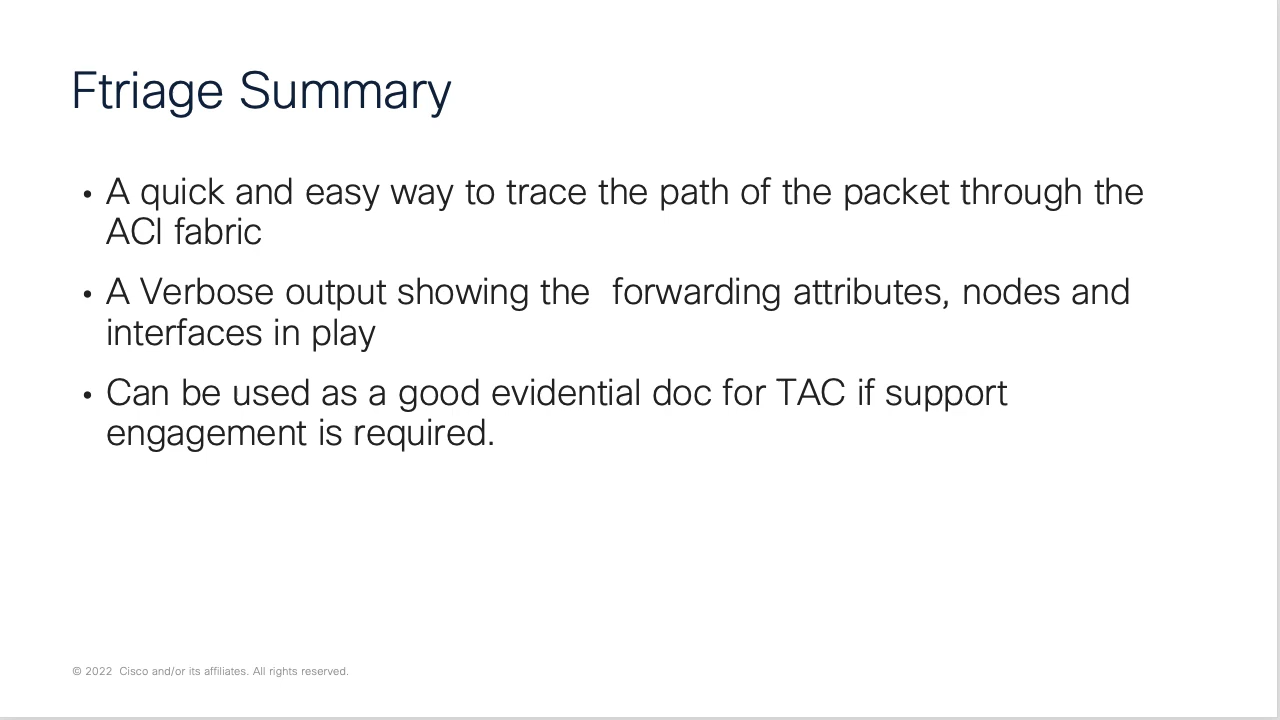 Ftriage Summary
• A quick and easy way to trace the path of the packet through the
ACI fabric
• A Verbose output showing the  forwarding attributes, nodes and
interfaces in play
• Can be used as a good evidential doc for TAC if support
engagement is required.
© 2022  Cisco and/or its affiliates. All rights reserved.